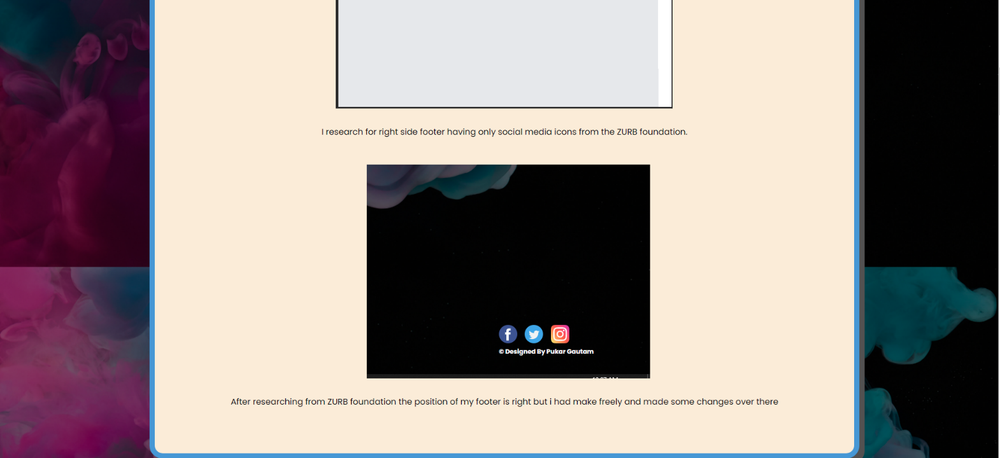 I research for right side footer having only social media icons from the ZURB foundation.
© Designed By Pukar Gautam
After researching from ZURB foundation the position of my footer is right but i had make freely and made some changes over there